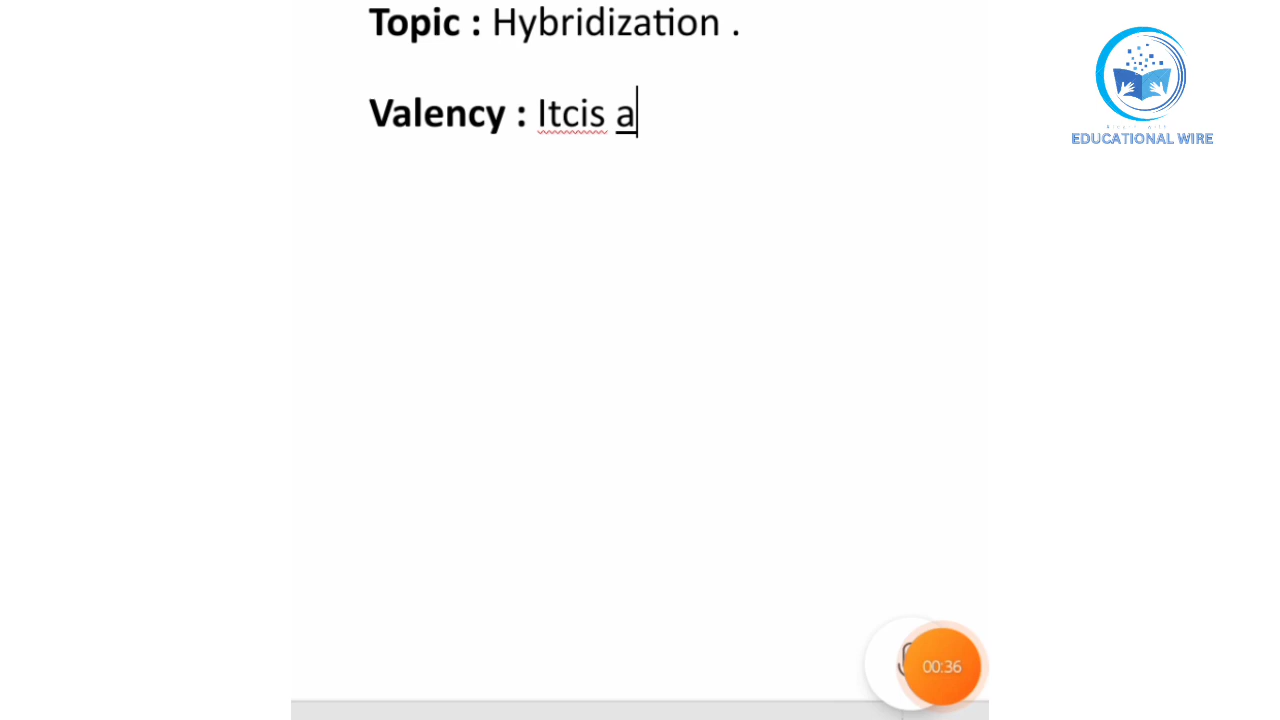 Topic : Hybridization .
Valency : Itcis a
EDUCATIONAL WIRE
00:36